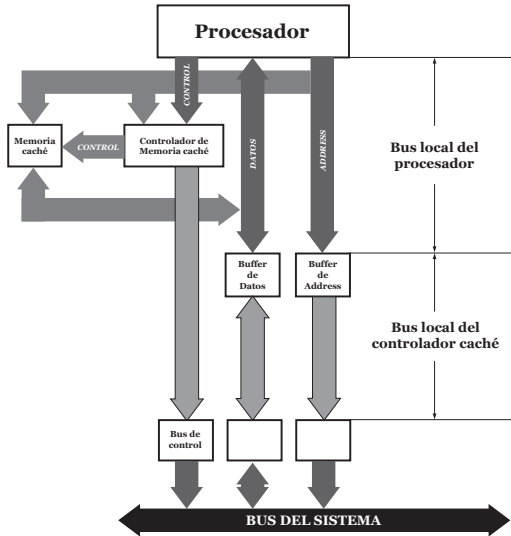 Procesador
CONTROL
DATOS
ADDRESS
Memoria
caché
CONTROL
Controlador de
Memoria caché
Bus local del
procesador
Buffer
de
Datos
Buffer
de
Address
Bus local del
controlador caché
Bus de
control
BUS DEL SISTEMA